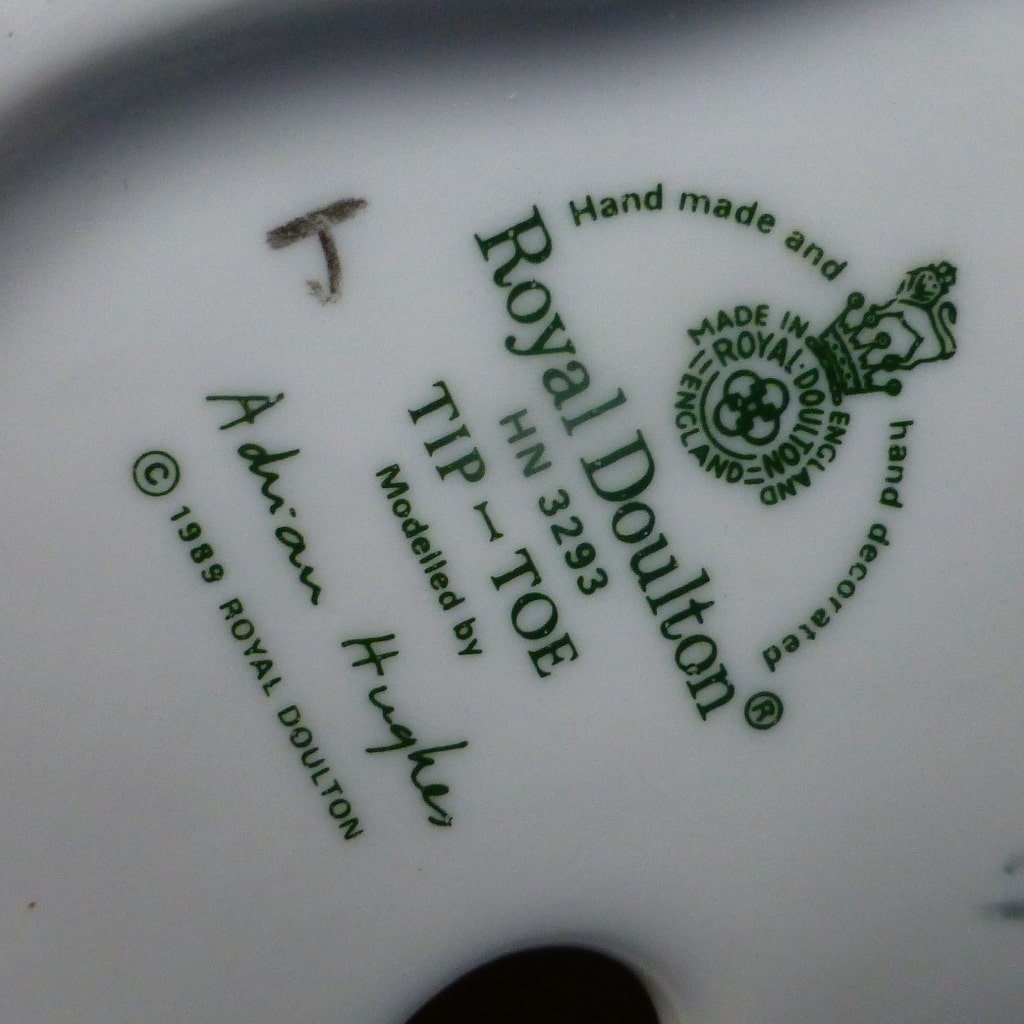 Hand made and
hand decorated
MADE IN ENGLAND
ROYAL·DOULTON
ENGLAND
Royal Doulton®
HN 3293
TIP-TOE
Modelled by
Adrian Hughes
© 1989 ROYAL DOULTON
T